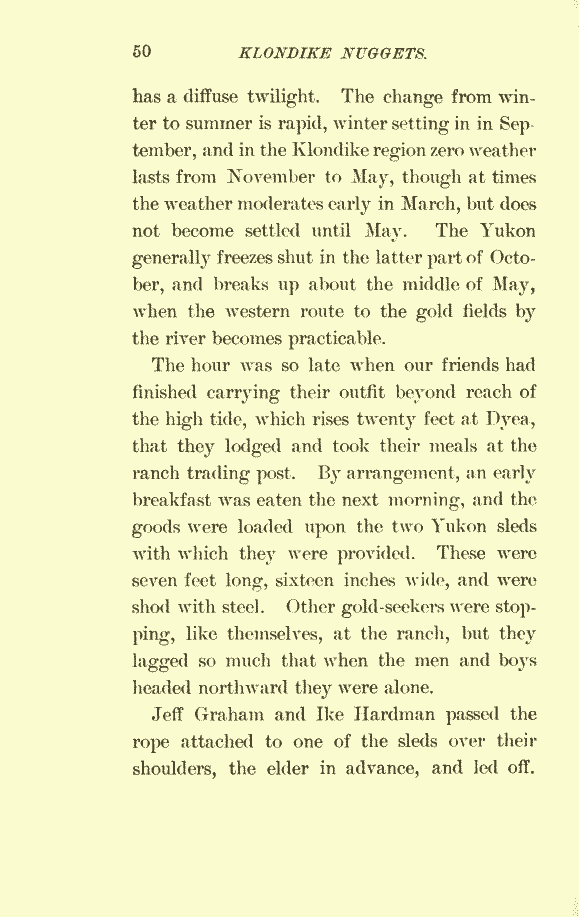 50 KLONDIKE NUGGETS.
has a diffuse twilight. The change from win-
ter to summer is rapid, winter setting in in Sep-
tember, and in the Klondike region zero weather
lasts from November to May, though at times
the weather moderates early in March, but does
not become settled until May. The Yukon
generally freezes shut in the latter part of Octo-
ber, and breaks up about the middle of May,
when the western route to the gold fields by
the river becomes practicable.
The hour was so late when our friends had
finished carrying their outfit beyond reach of
the high tide, which rises twenty feet at Dyea,
that they lodged and took their meals at the
ranch trading post. By arrangement, an early
breakfast was eaten the next morning, and the
goods were loaded upon the two Yukon sleds
with which they were provided. These were
seven feet long, sixteen inches wide, and were
shod with steel. Other gold-seekers were stop-
ping, like themselves, at the ranch, but they
lagged so much that when the men and boys
headed northward they were alone.
Jeff Graham and Ike Hardman passed the
rope attached to one of the sleds over their
shoulders, the elder in advance, and led off.